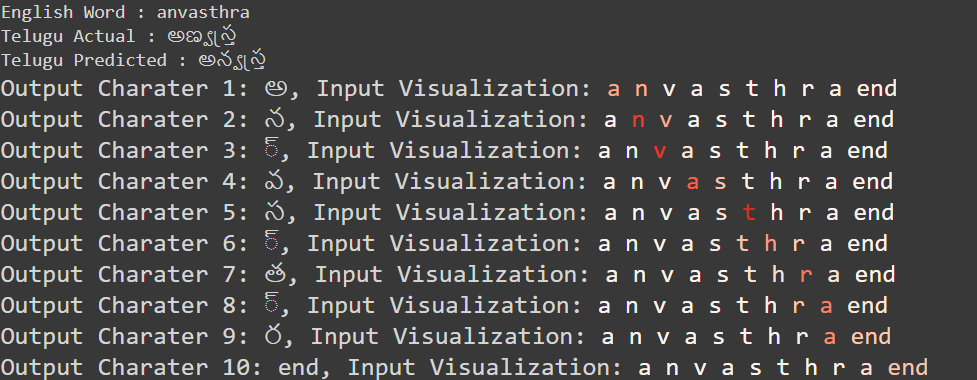 English Word : anvasthra
Telugu Actual : అణ్వస్త్ర
Telugu Predicted : అన్వస్త్ర
Output Charater 1: అ, Input Visualization: a n v a s t h r a end
Output Charater 2: న, Input Visualization: a n v a s t h r a end
Output Charater 3: ్, Input Visualization: a n v a s t h r a end
Output Charater 4: వ, Input Visualization: a n v a s t h r a end
Output Charater 5: స, Input Visualization: a n v a s t h r a end
Output Charater 6: ్, Input Visualization: a n v a s t h r a end
Output Charater 7: త, Input Visualization: a n v a s t h r a end
Output Charater 8: ్, Input Visualization: a n v a s t h r a end
Output Charater 9: ర, Input Visualization: a n v a s t h r a end
Output Charater 10: end, Input Visualization: a n v a s t h r a end